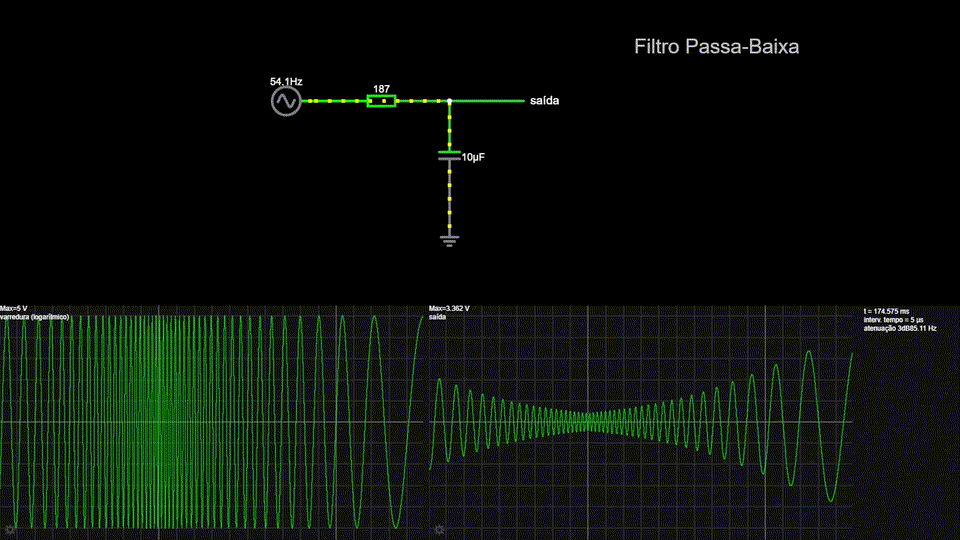 Filtro Passa-Baixa
54.1Hz
187
saída
10µF
Max=5 V
varredura (logarítmico)
Max=3.362 V
saída
t = 174.575 ms
interv. tempo = 5 µs
atenuação 3dB85.11 Hz